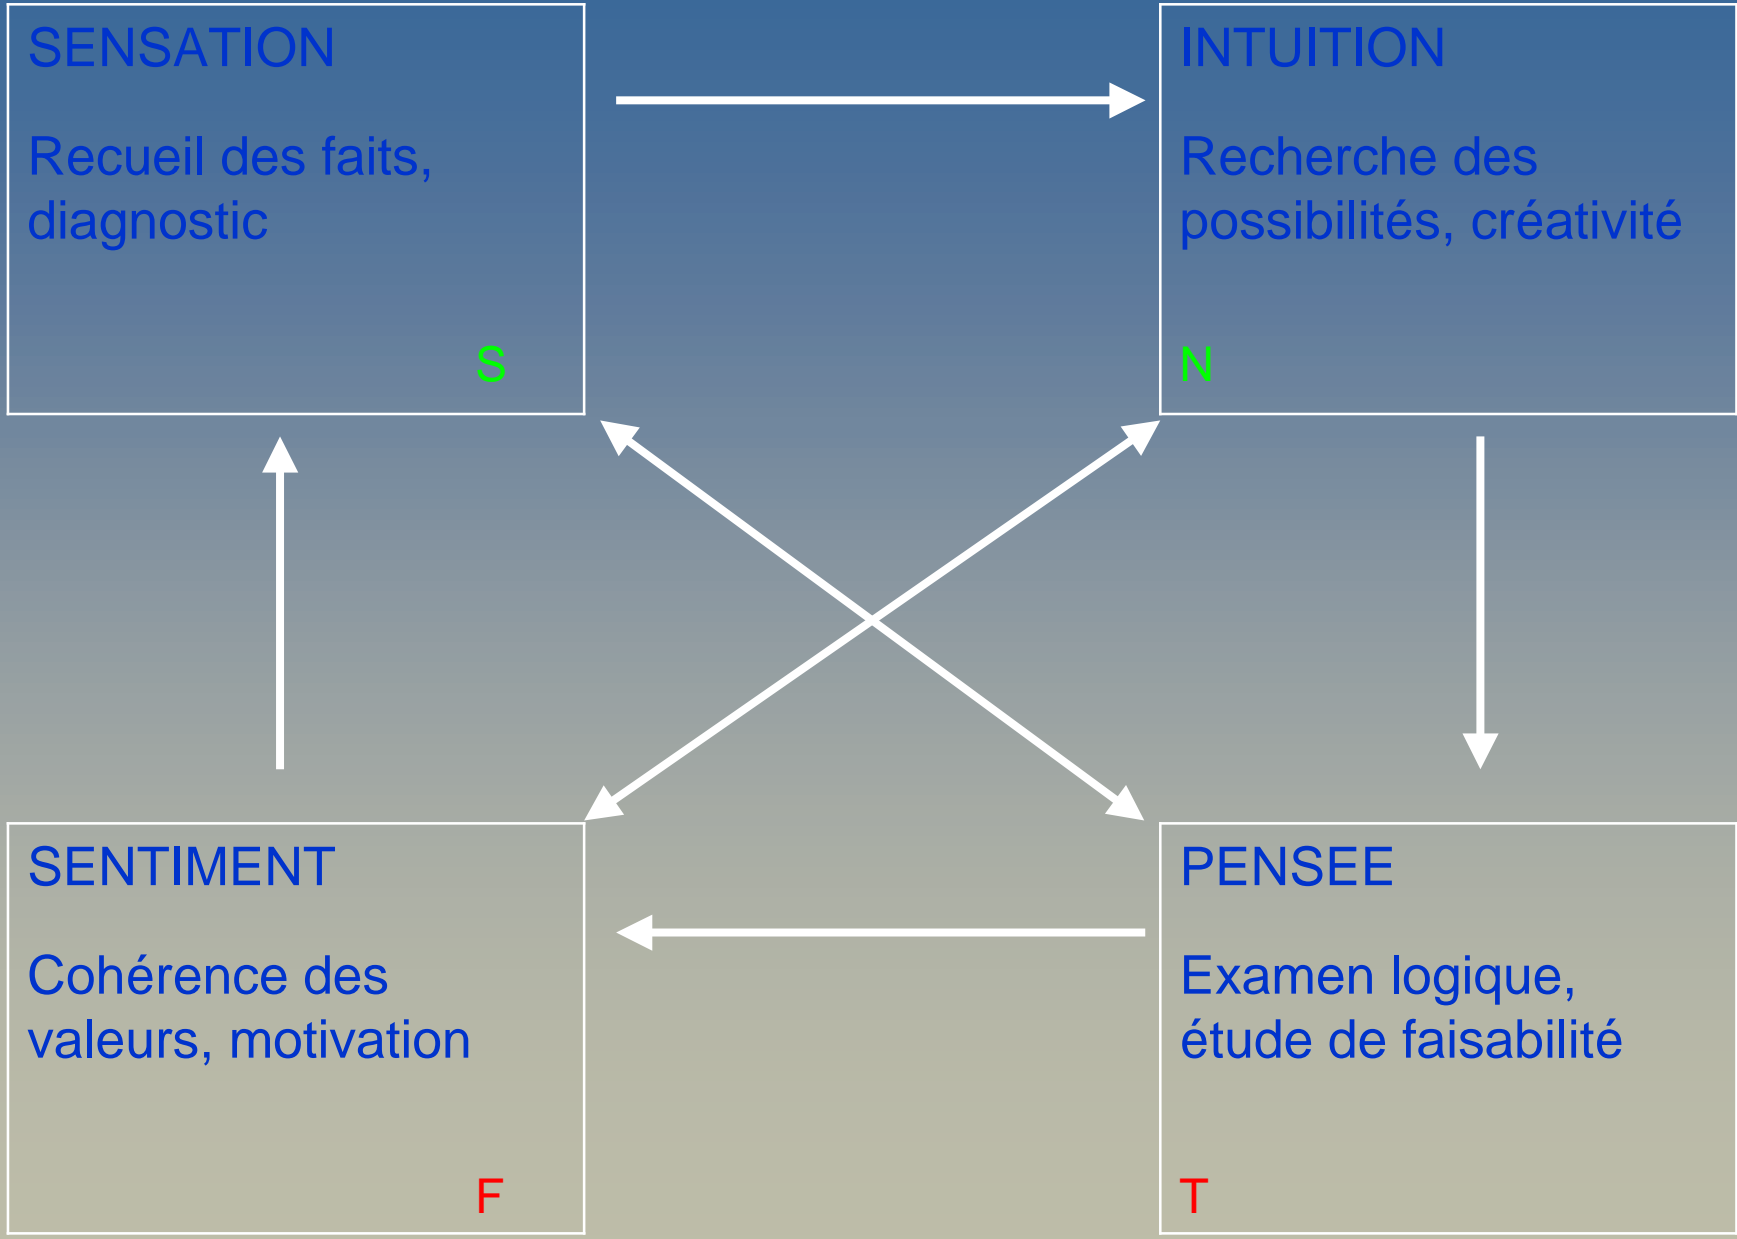 SENSATION
Recueil des faits,
diagnostic
S
INTUITION
Recherche des
possibilités, créativité
N
SENTIMENT
Cohérence des
valeurs, motivation
F
PENSEE
Examen logique,
étude de faisabilité
T